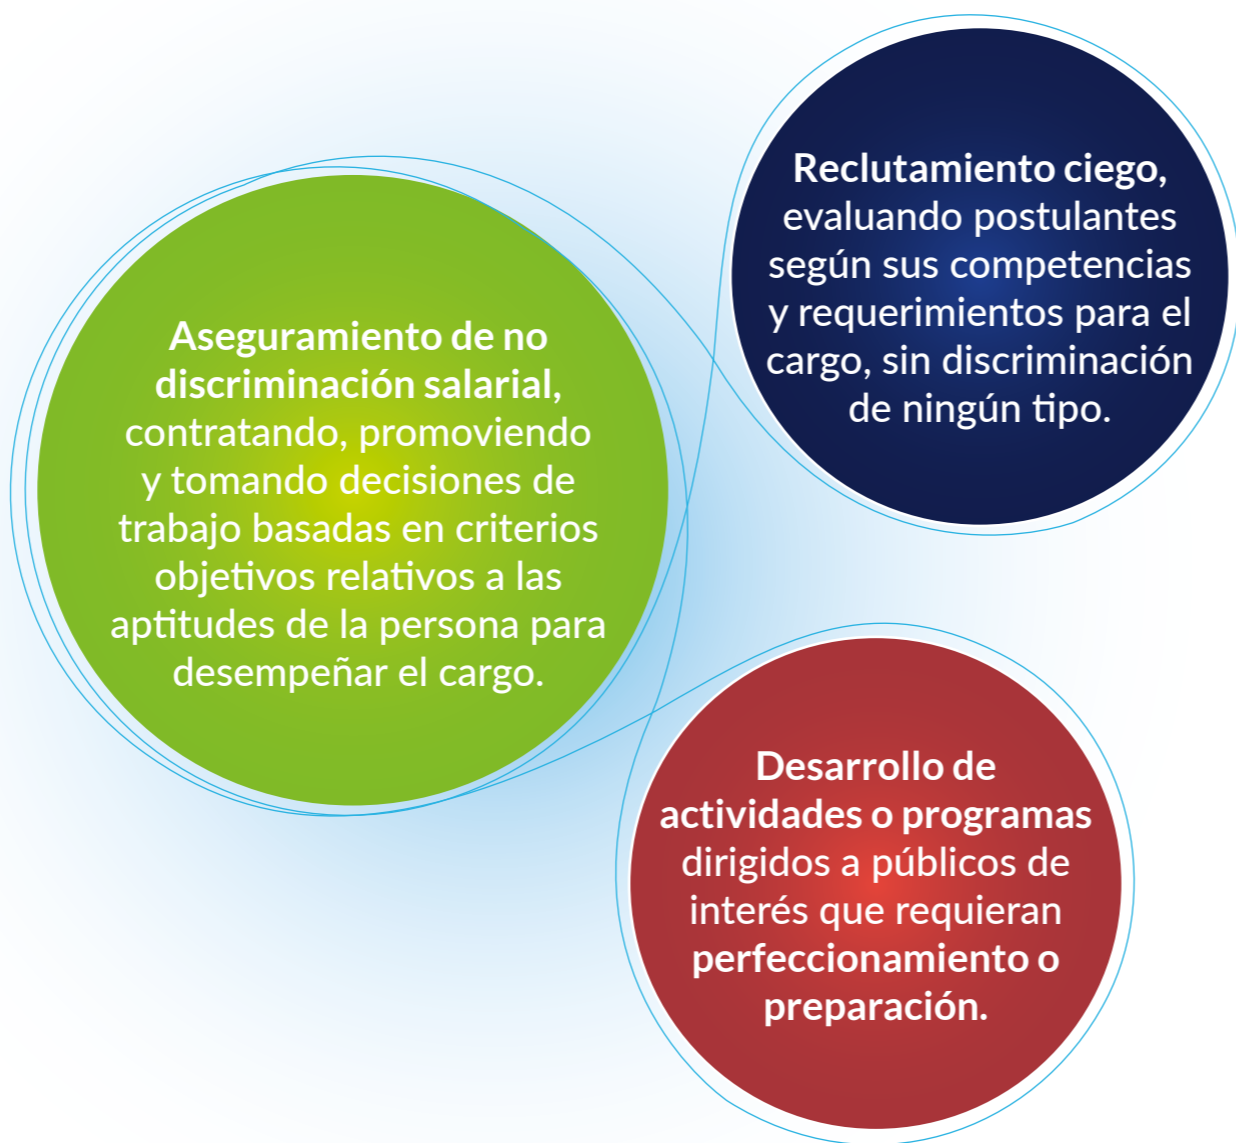 Aseguramiento de no
discriminación salarial,
contratando, promoviendo
y tomando decisiones de
trabajo basadas en criterios
objetivos relativos a las
aptitudes de la persona para
desempeñar el cargo.
Reclutamiento ciego,
evaluando postulantes
según sus competencias
y requerimientos para el
cargo, sin discriminación
de ningún tipo.
Desarrollo de
actividades o programas
dirigidos a públicos de
interés que requieran
perfeccionamiento o
preparación.